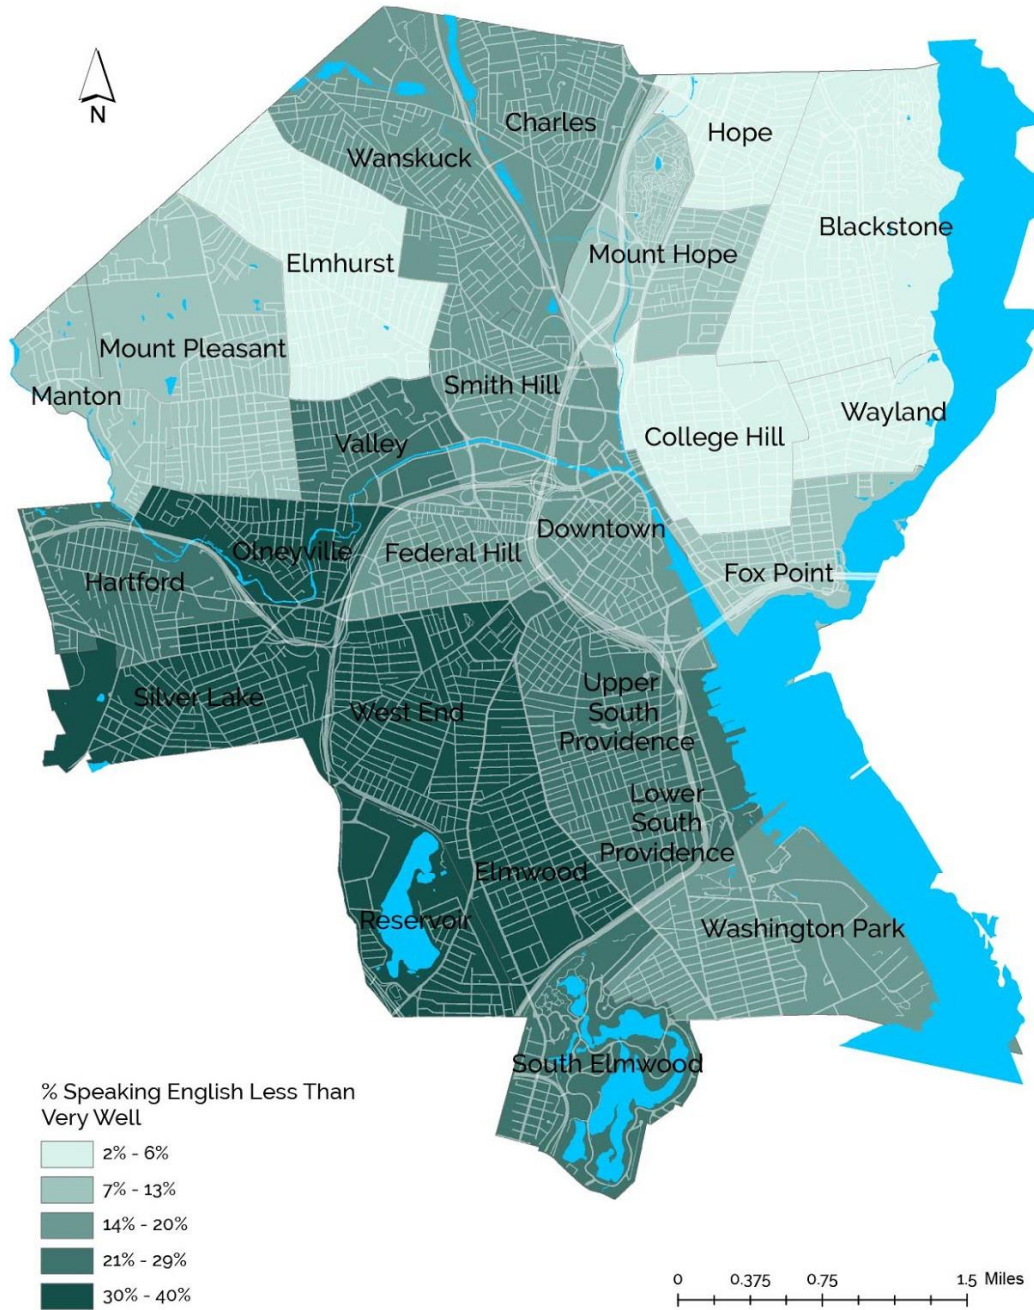 N
Charles
Hope
Wanskuck
Blackstone
Mount Hope
Elmhurst
Mount Pleasant
Smith Hill
Manton
Wayland
College Hill
Valley
Downtown
Olneyville
Federal Hill
Fox Point
Hartford
Upper
South
Providence
Silver Lake
West End
Lower
South
Providence
Elmwood
Reservoir
Washington Park
South Elmwood
% Speaking English Less Than
Very Well
2% - 6%
7% - 13%
14% - 20%
21% - 29%
30% - 40%
0 0.375 0.75 1.5 Miles